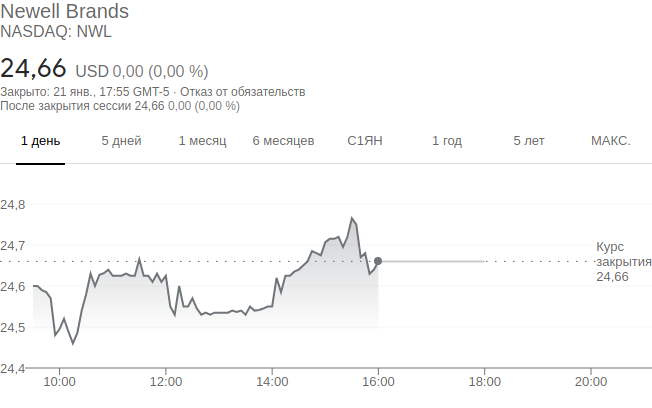 Newell Brands
NASDAQ: NWL
24,66 USD 0,00 (0,00 %)
Закрыто: 21 янв., 17:55 GMT-5 · Отказ от обязательств
После закрытия сессии 24,66 0,00 (0,00 %)
1 день 5 дней 1 месяц 6 месяцев С1ЯН 1 год 5 лет МАКС.
24,8
24,7
24,6
24,5
24,4
Курс
закрытия
24,66
10:00 12:00 14:00 16:00 18:00 20:00